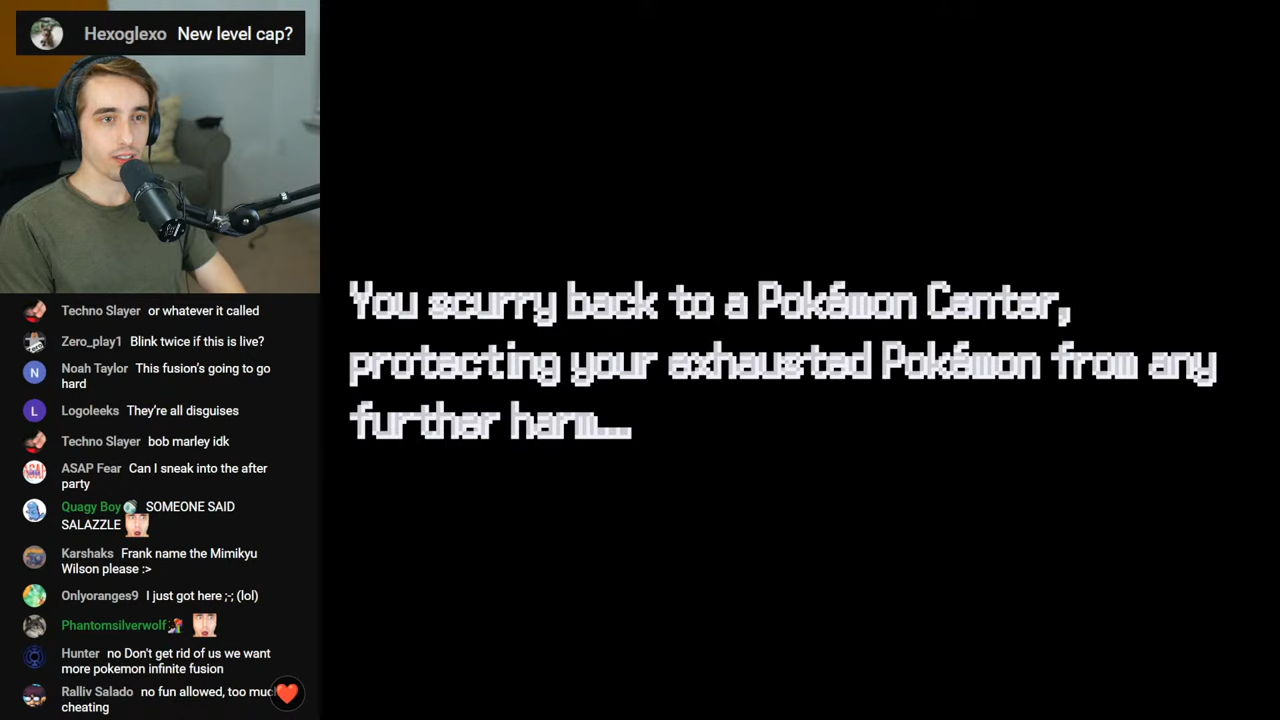 Hexoglexo New level cap?
Techno Slayer or whatever it called
Zero_play1 Blink twice if this is live?
N
Noah Taylor This fusion's going to go
hard
L
Logoleeks They're all disguises
Techno Slayer bob marley idk
ASAP Fear Can I sneak into the after
party
Quagy Boy SOMEONE SAID
SALAZZLE
Karshaks Frank name the Mimikyu
Wilson please :>
Onlyoranges9 I just got here ;-; (lol)
Phantomsilverwolf
Hunter no Don't get rid of us we want
more pokemon infinite fusion
Ralliv Salado no fun allowed, too much
cheating
You scurry back to a Pokémon Center,
protecting your exhausted Pokémon from any
further harm...